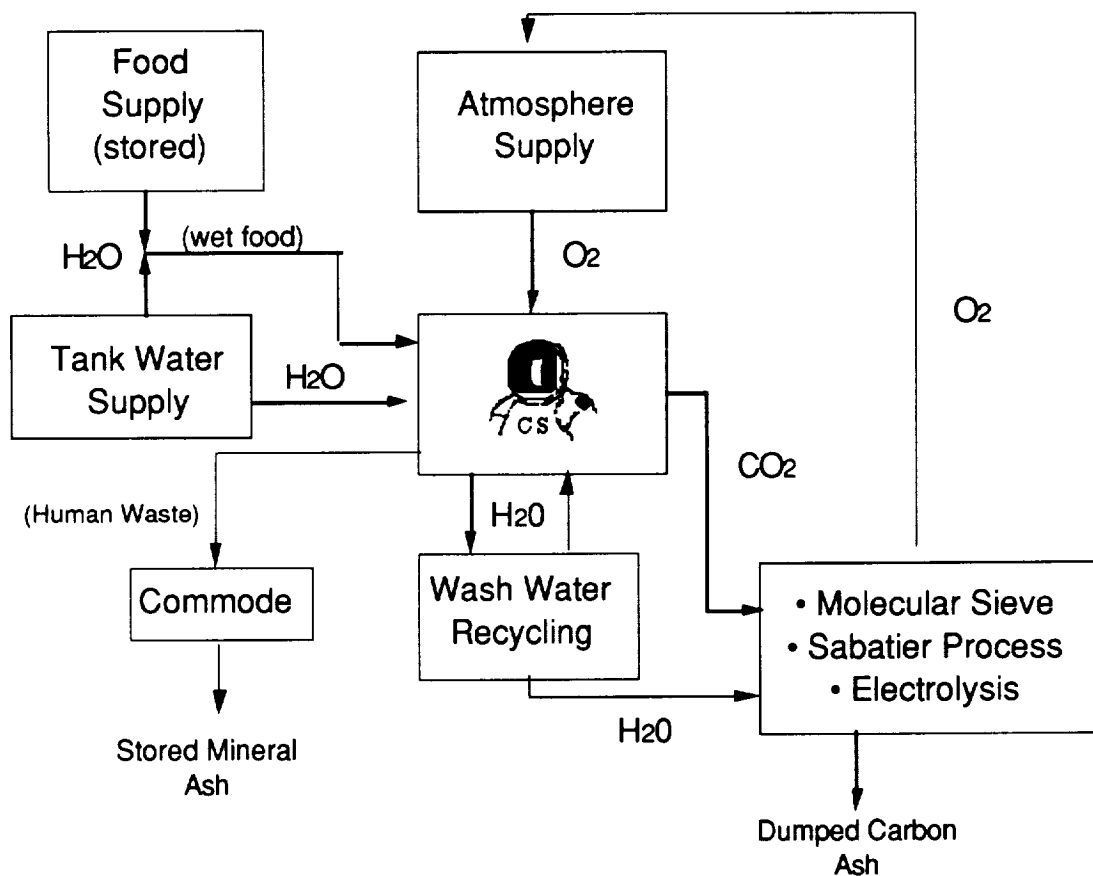 Food
Supply
(stored)
Atmosphere
Supply
H2O
(wet food)
O2
O2
Tank Water
Supply
H2O
CS
CO2
(Human Waste)
H20
Commode
Wash Water
Recycling
• Molecular Sieve
• Sabatier Process
• Electrolysis
H20
Stored Mineral
Ash
Dumped Carbon
Ash